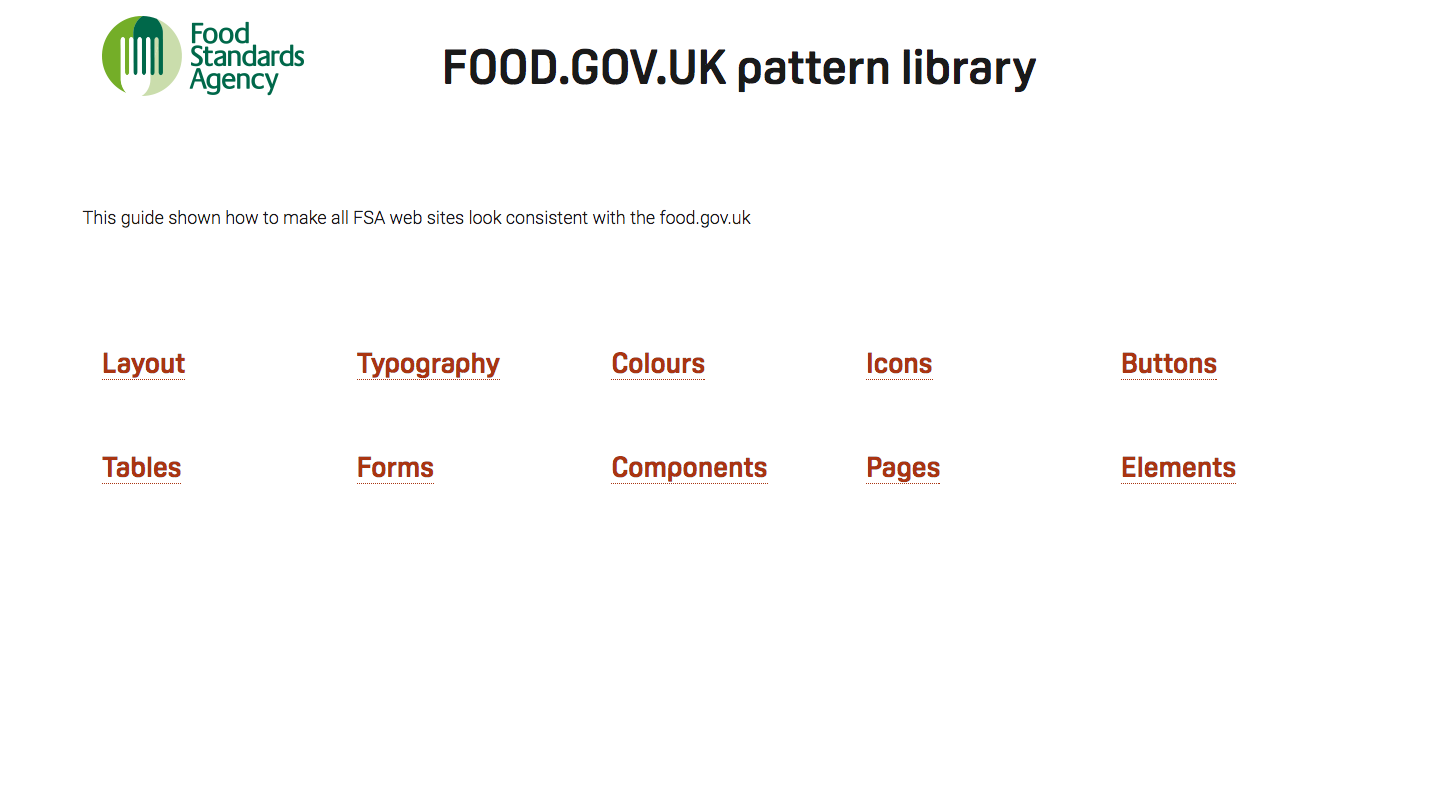 Food
Standards
Agency
FOOD.GOV.UK pattern library
This guide shown how to make all FSA web sites look consistent with the food.gov.uk
Layout Typography Colours Icons Buttons
Tables Forms Components Pages Elements